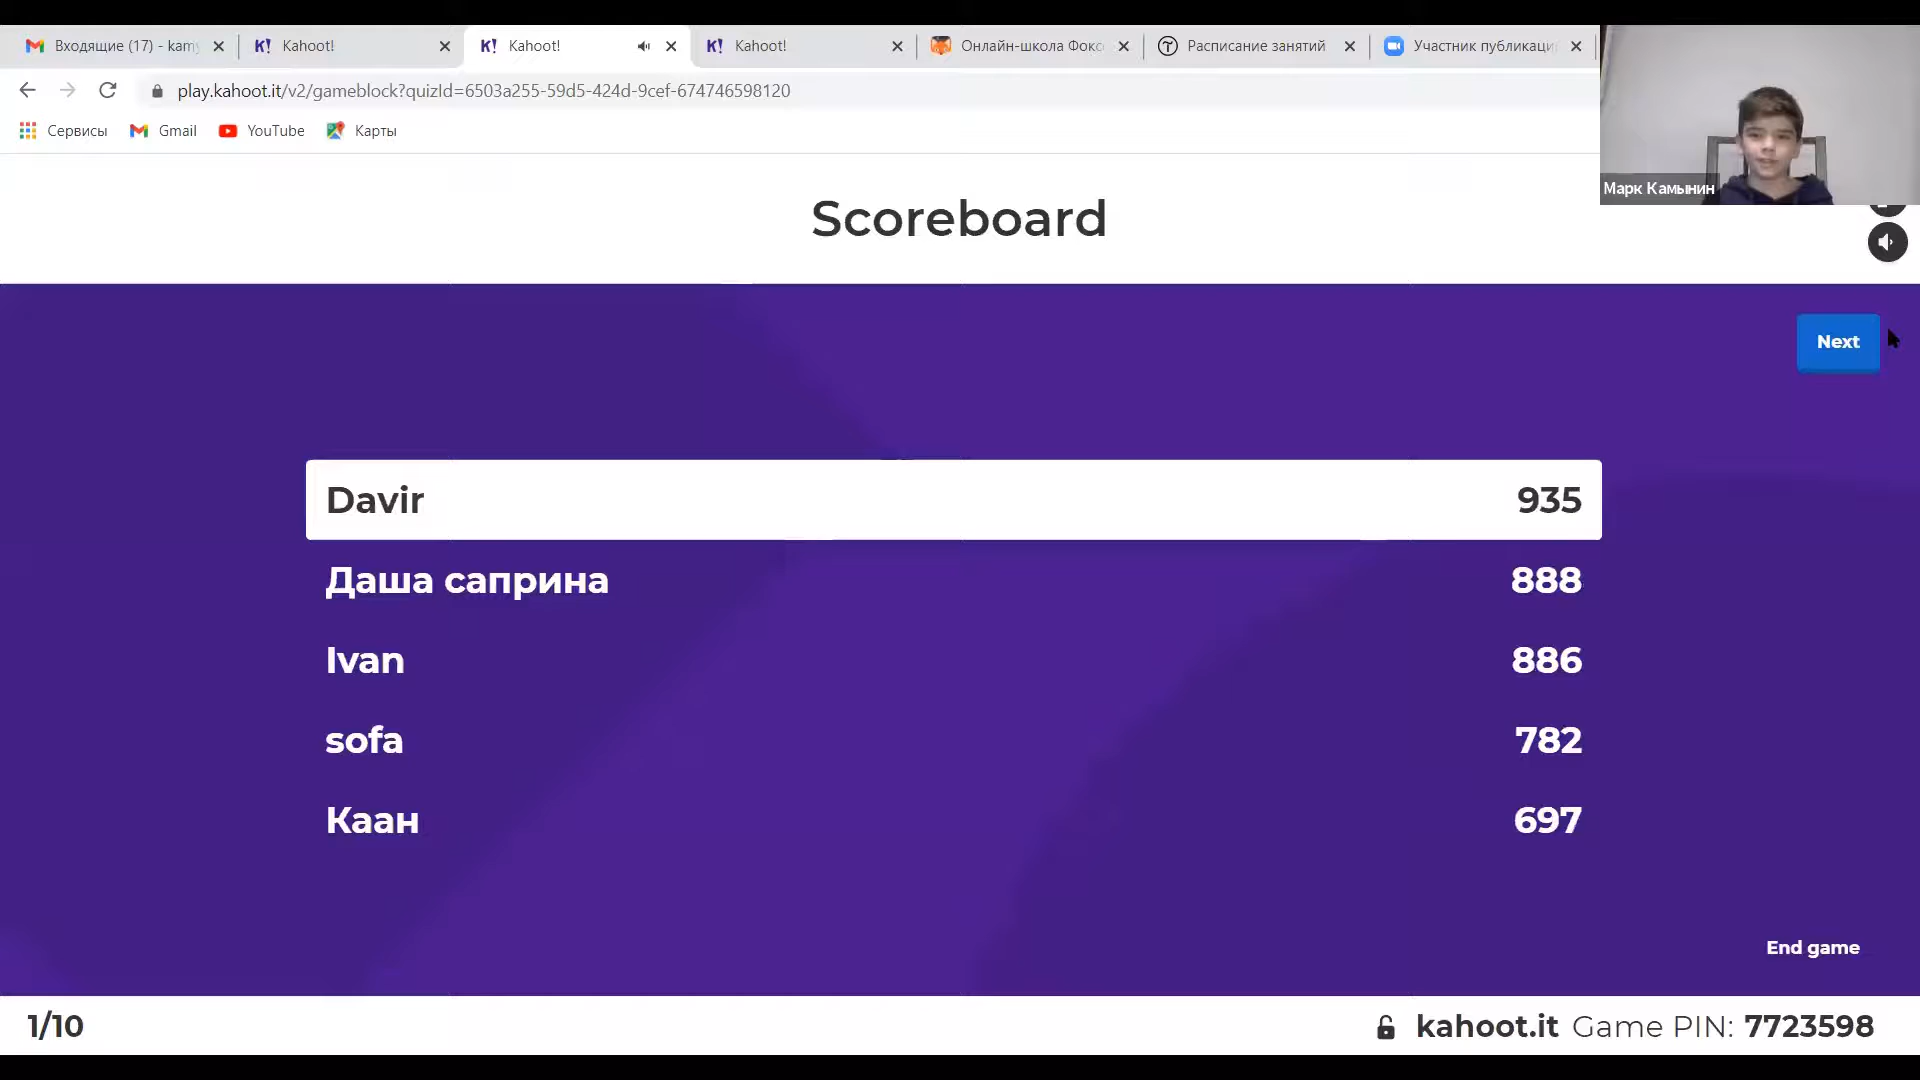 Входящие (17) - kamy
Kahoot!
Kahoot!
Kahoot!
Онлайн-школа Фокс
Расписание занятий
Участник публикаци
play.kahoot.it/v2/gameblock?quizId=6503a255-59d5-424d-9cef-674746598120
Сервисы
Gmail
YouTube
Карты
Марк Камынин
Scoreboard
Next
Davir 935
Даша саприна 888
Ivan 886
sofa 782
Каан 697
End game
1/10
kahoot.it Game PIN: 7723598